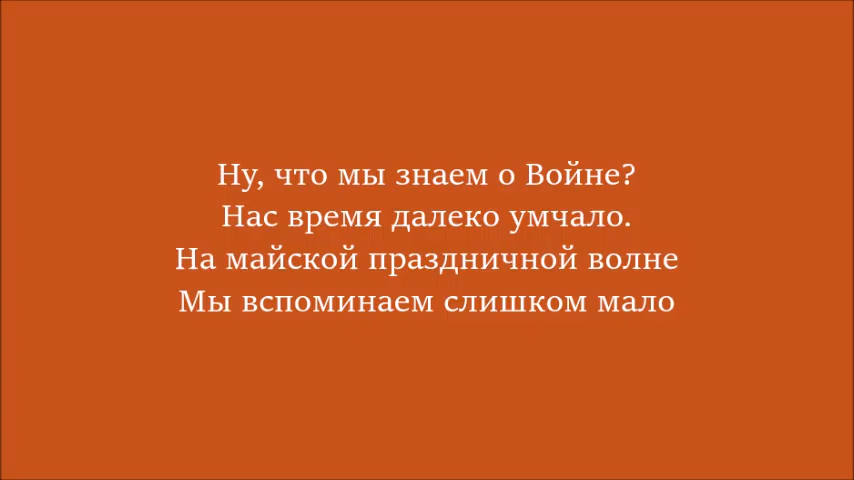 Ну, что мы знаем о Войне?
Нас время далеко умчало.
На майской праздничной волне
Мы вспоминаем слишком мало